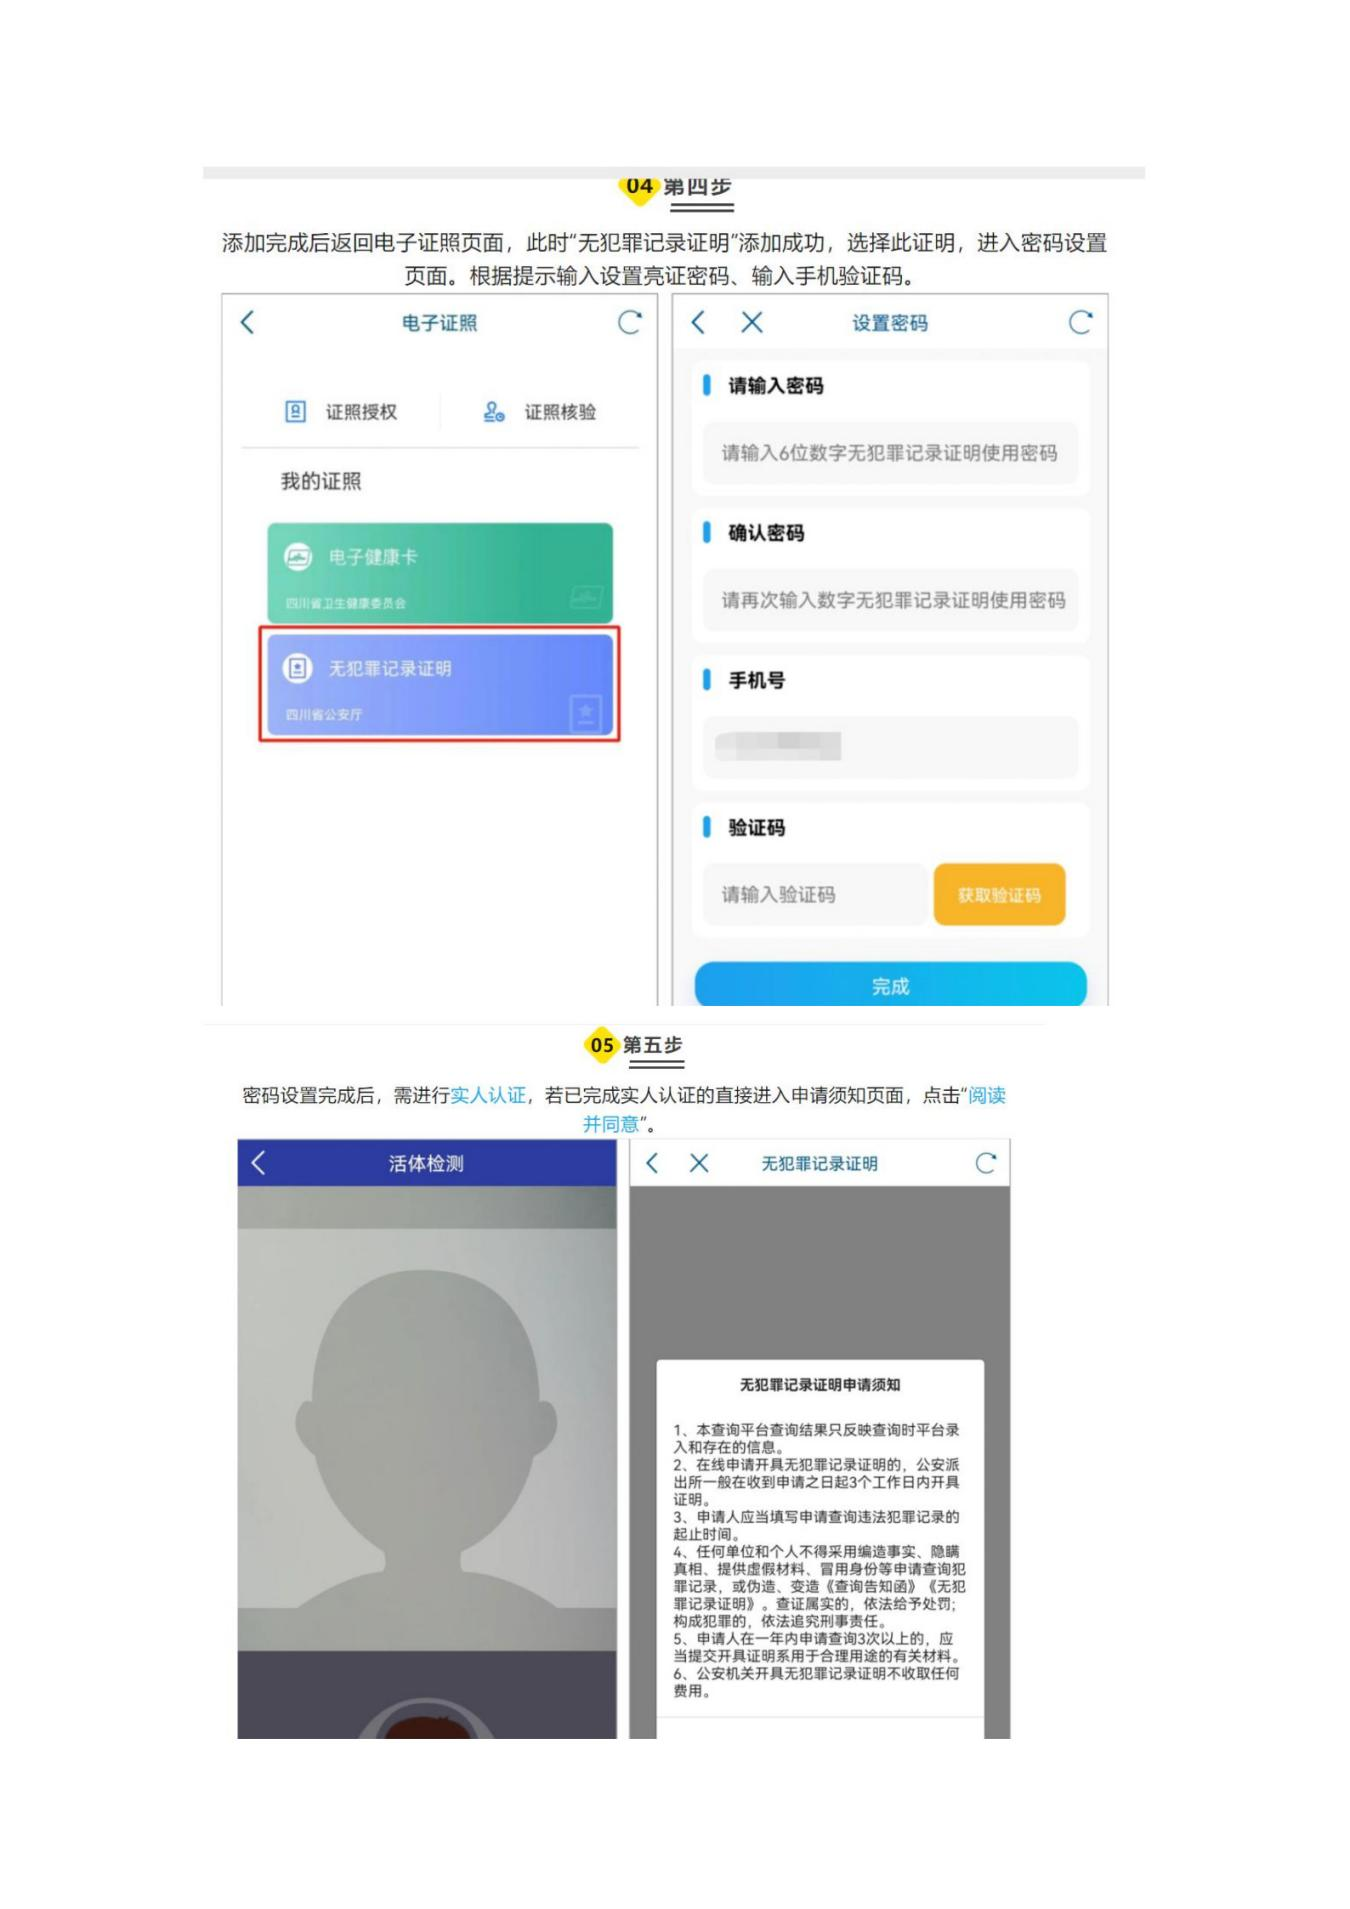 04 第四步
添加完成后返回电子证照页面，此时“无犯罪记录证明”添加成功，选择此证明，进入密码设置
页面。根据提示输入设置亮证密码、输入手机验证码。
电子证照
证照授权
证照核验
我的证照
电子健康卡
四川省卫生健康委员会
无犯罪记录证明
四川省公安厅
设置密码
请输入密码
请输入6位数字无犯罪记录证明使用密码
确认密码
请再次输入数字无犯罪记录证明使用密码
手机号
验证码
请输入验证码
获取验证码
完成
05 第五步
密码设置完成后，需进行实人认证，若已完成实人认证的直接进入申请须知页面，点击“阅读
并同意”。
活体检测
无犯罪记录证明
无犯罪记录证明申请须知
1、本查询平台查询结果只反映查询时平台录
入和存在的信息。
2、在线申请开具无犯罪记录证明的，公安派
出所一般在收到申请之日起3个工作日内开具
证明。
3、申请人应当填写申请查询违法犯罪记录的
起止时间。
4、任何单位和个人不得采用编造事实、隐瞒
真相、提供虚假材料、冒用身份等申请查询犯
罪记录，或伪造、变造《查询告知函》《无犯
罪记录证明》。查证属实的，依法给予处罚；
构成犯罪的，依法追究刑事责任。
5、申请人在一年内申请查询3次以上的，应
当提交开具证明系用于合理用途的有关材料。
6、公安机关开具无犯罪记录证明不收取任何
费用。